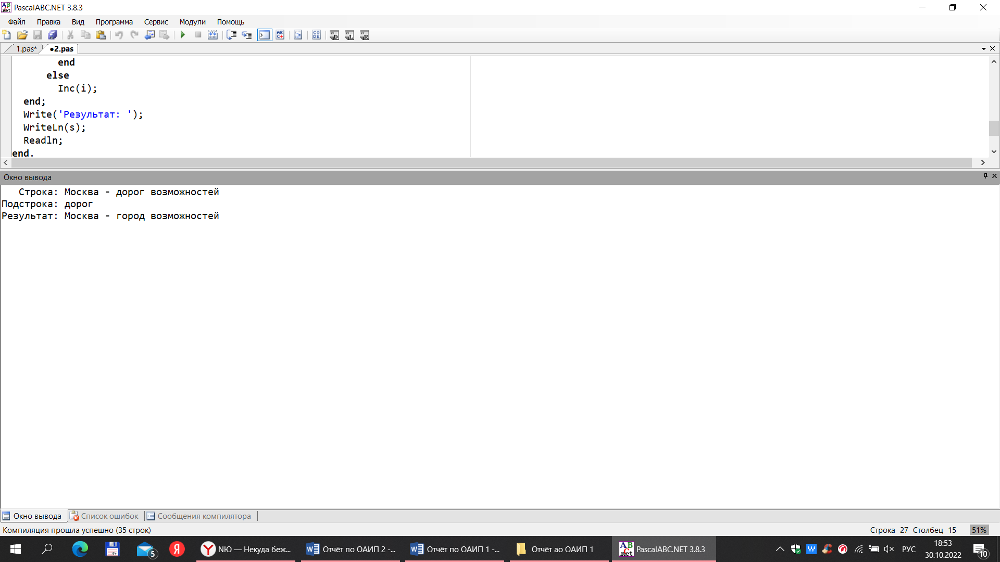 PascalABC.NET 3.8.3
Файл Правка Вид Программа Сервис Модули Помощь
1.pas* •2.pas
end
else
Inc(i);
end;
Write('Результат: ');
WriteLn(s);
Readln;
end.
Окно вывода
Строка: Москва - дорог возможностей
Подстрока: дорог
Результат: Москва - город возможностей
Окно вывода Список ошибок Сообщения компилятора
Компиляция прошла успешно (35 строк) Строка 27 Столбец 15 51%
5 NЮ — Некуда беж... Отчёт по ОАИП 2 -... Отчёт по ОАИП 1 -... Отчёт ао ОАИП 1 PascalABC.NET 3.8.3 РУС 18:53 10
30.10.2022